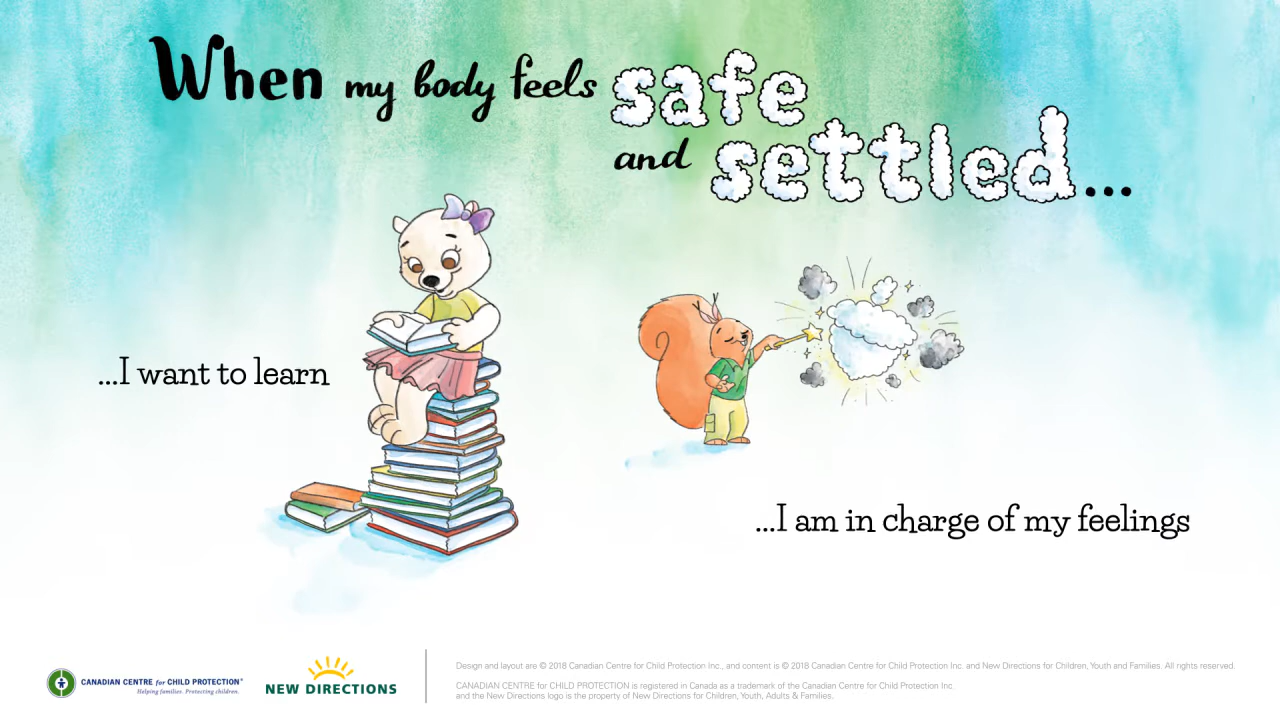 When my body feels safe
and settled...
...I want to learn
...I am in charge of my feelings
CANADIAN CENTRE for CHILD PROTECTION®
Helping families. Protecting children.
NEW DIRECTIONS
Design and layout are © 2018 Canadian Centre for Child Protection Inc., and content is © 2018 Canadian Centre for Child Protection Inc. and New Directions for Children, Youth and Families. All rights reserved.
CANADIAN CENTRE for CHILD PROTECTION is registered in Canada as a trademark of the Canadian Centre for Child Protection Inc.
and the New Directions logo is the property of New Directions for Children, Youth, Adults & Families.